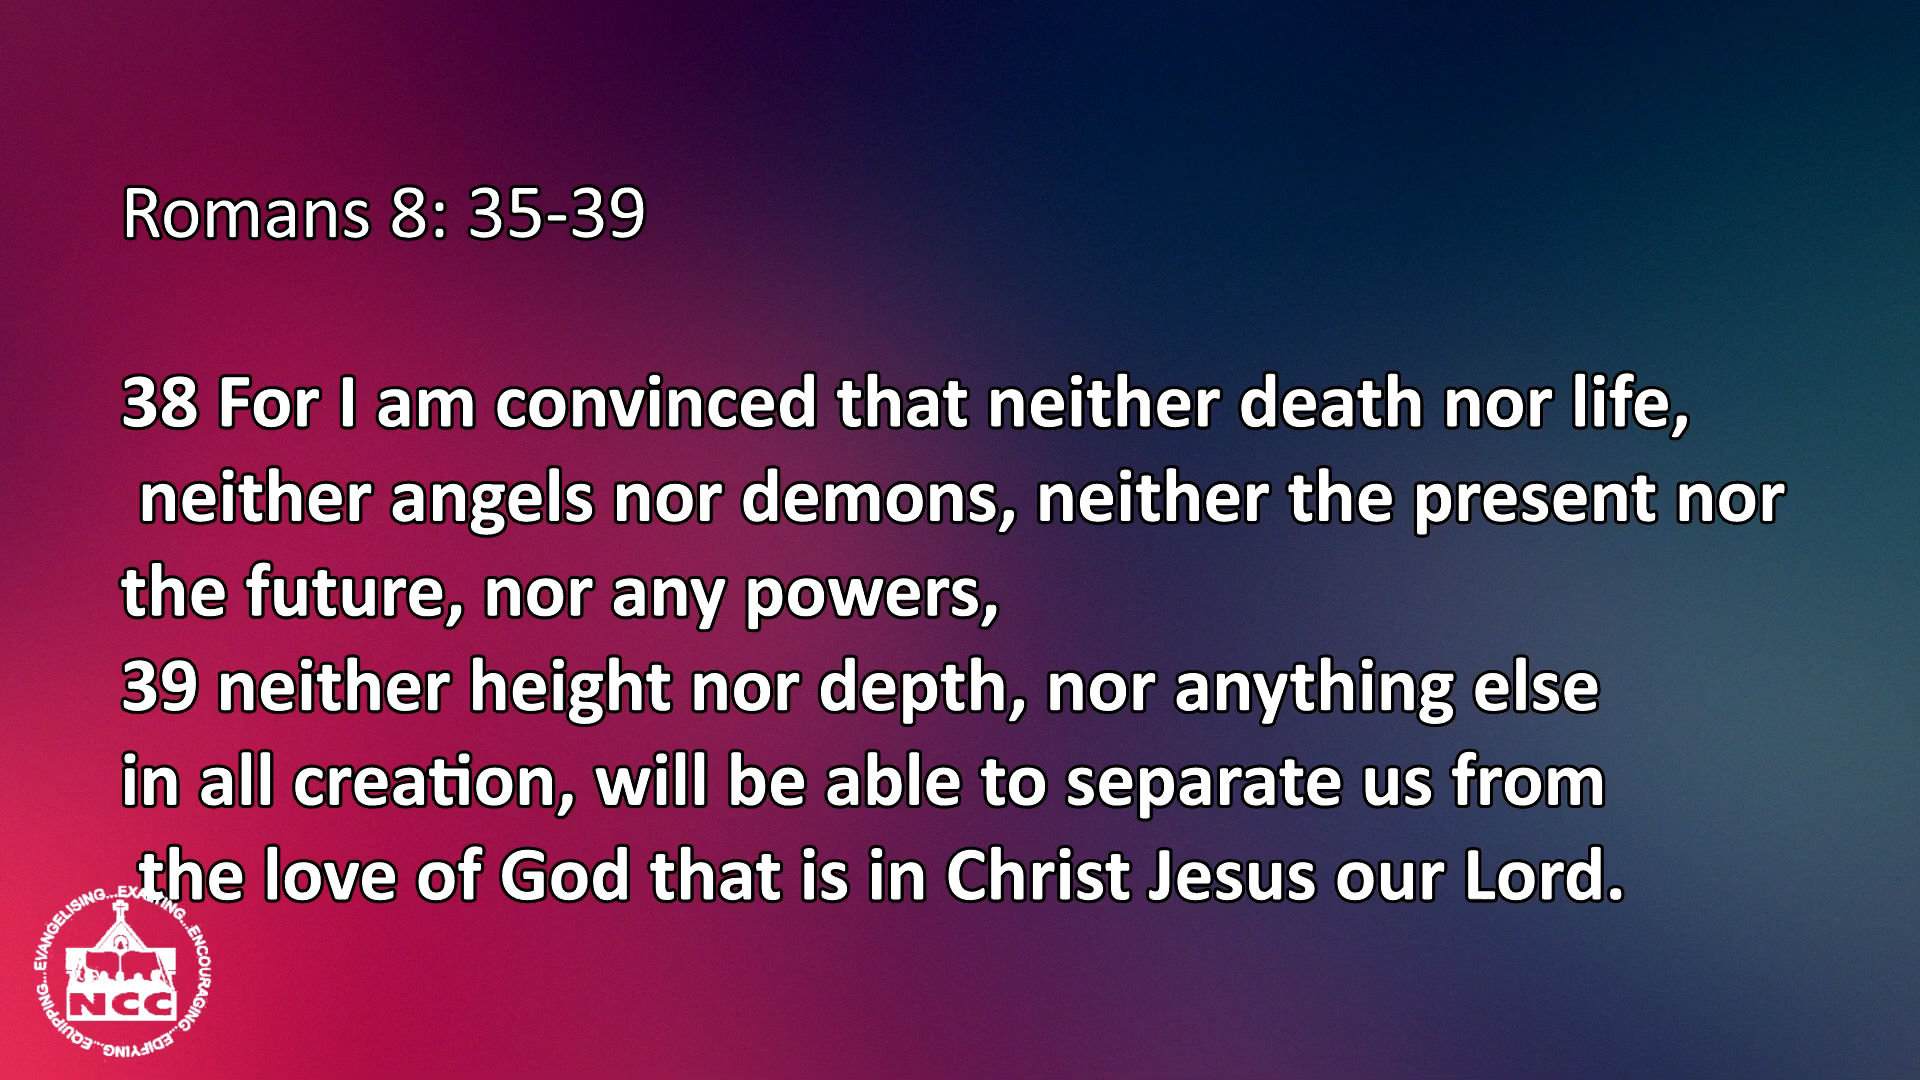 Romans 8: 35-39
38 For I am convinced that neither death nor life,
neither angels nor demons, neither the present nor
the future, nor any powers,
39 neither height nor depth, nor anything else
in all creation, will be able to separate us from
the love of God that is in Christ Jesus our Lord.
EQUIPPING...EVANGELISING...EXALTING...ENCOURAGING...EDIFYING...
NCC